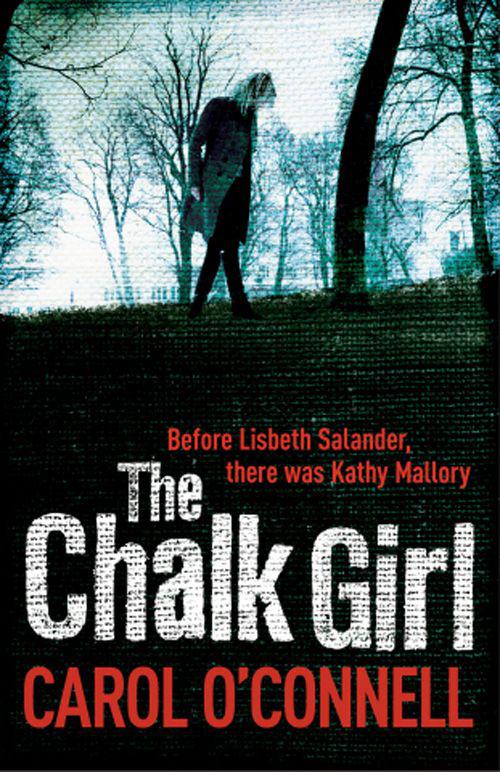 Before Lisbeth Salander,
there was Kathy Mallory
The
Chalk Girl
CAROL O'CONNELL